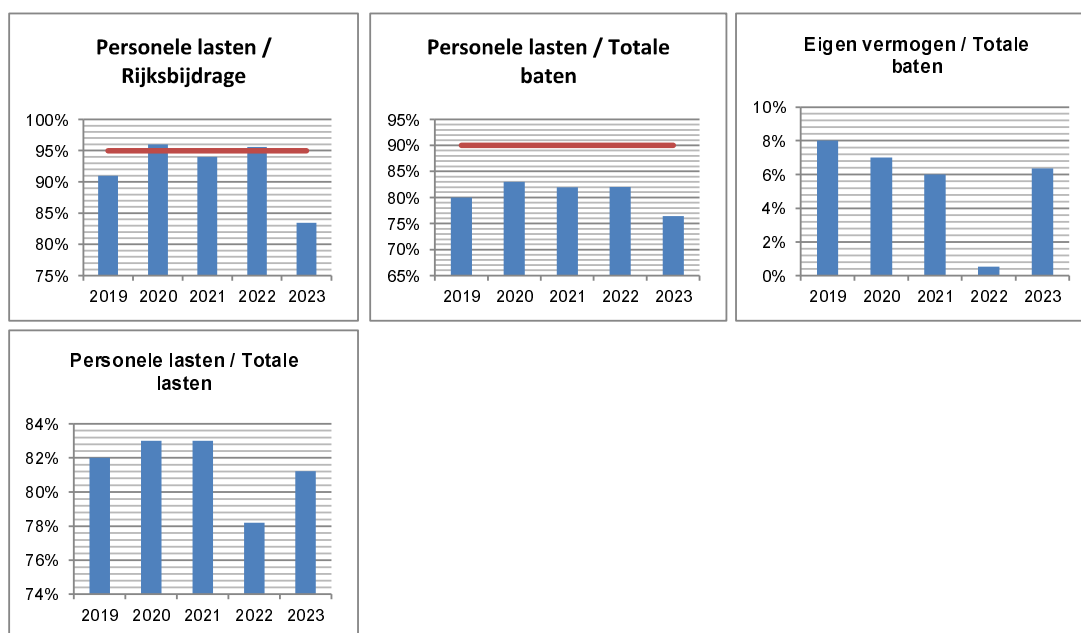 Personele lasten /
Rijksbijdrage
100%
95%
90%
85%
80%
75%
2019 2020 2021 2022 2023
Personele lasten / Totale
baten
95%
90%
85%
80%
75%
70%
65%
2019 2020 2021 2022 2023
Eigen vermogen / Totale
baten
10%
8%
6%
4%
2%
0%
2019 2020 2021 2022 2023
Personele lasten / Totale
lasten
84%
82%
80%
78%
76%
74%
2019 2020 2021 2022 2023